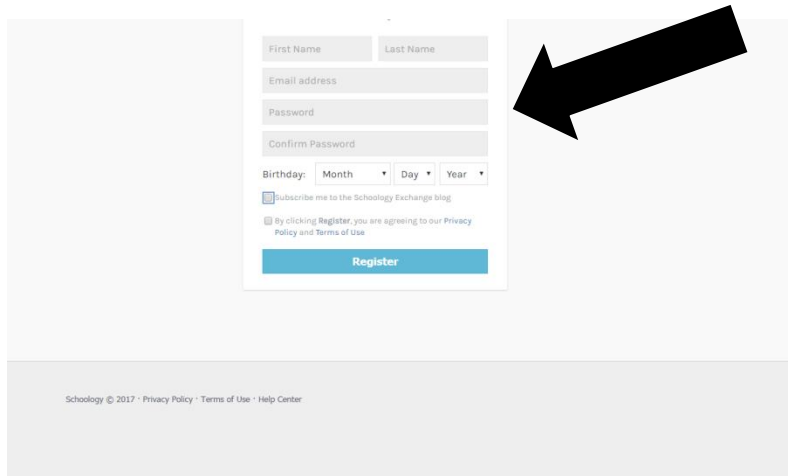 First Name Last Name
Email address
Password
Confirm Password
Birthday: Month Day Year
Subscribe me to the Schoology Exchange blog
By clicking Register, you are agreeing to our Privacy
Policy and Terms of Use
Register
Schoology © 2017 · Privacy Policy · Terms of Use · Help Center